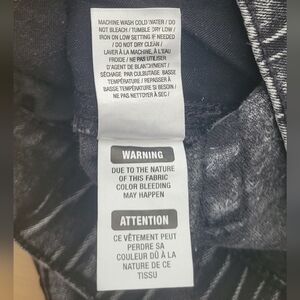 MACHINE WASH COLD WATER / DO
NOT BLEACH / TUMBLE DRY LOW /
IRON ON LOW SETTING IF NEEDED
/ DO NOT DRY CLEAN /
LAVER À LA MACHINE, À L'EAU
FROIDE / NE PAS UTILISER
D'AGENT DE BLANCHIMENT /
SÉCHAGE PAR CULBUTAGE BASSE
TEMPÉRATURE / REPASSER À
BASSE TEMPÉRATURE SI BESOIN /
NE PAS NETTOYER À SEC /
WARNING
DUE TO THE NATURE
OF THIS FABRIC
COLOR BLEEDING
MAY HAPPEN
ATTENTION
CE VÊTEMENT PEUT
PERDRE SA
COULEUR DÛ À LA
NATURE DE CE
TISSU